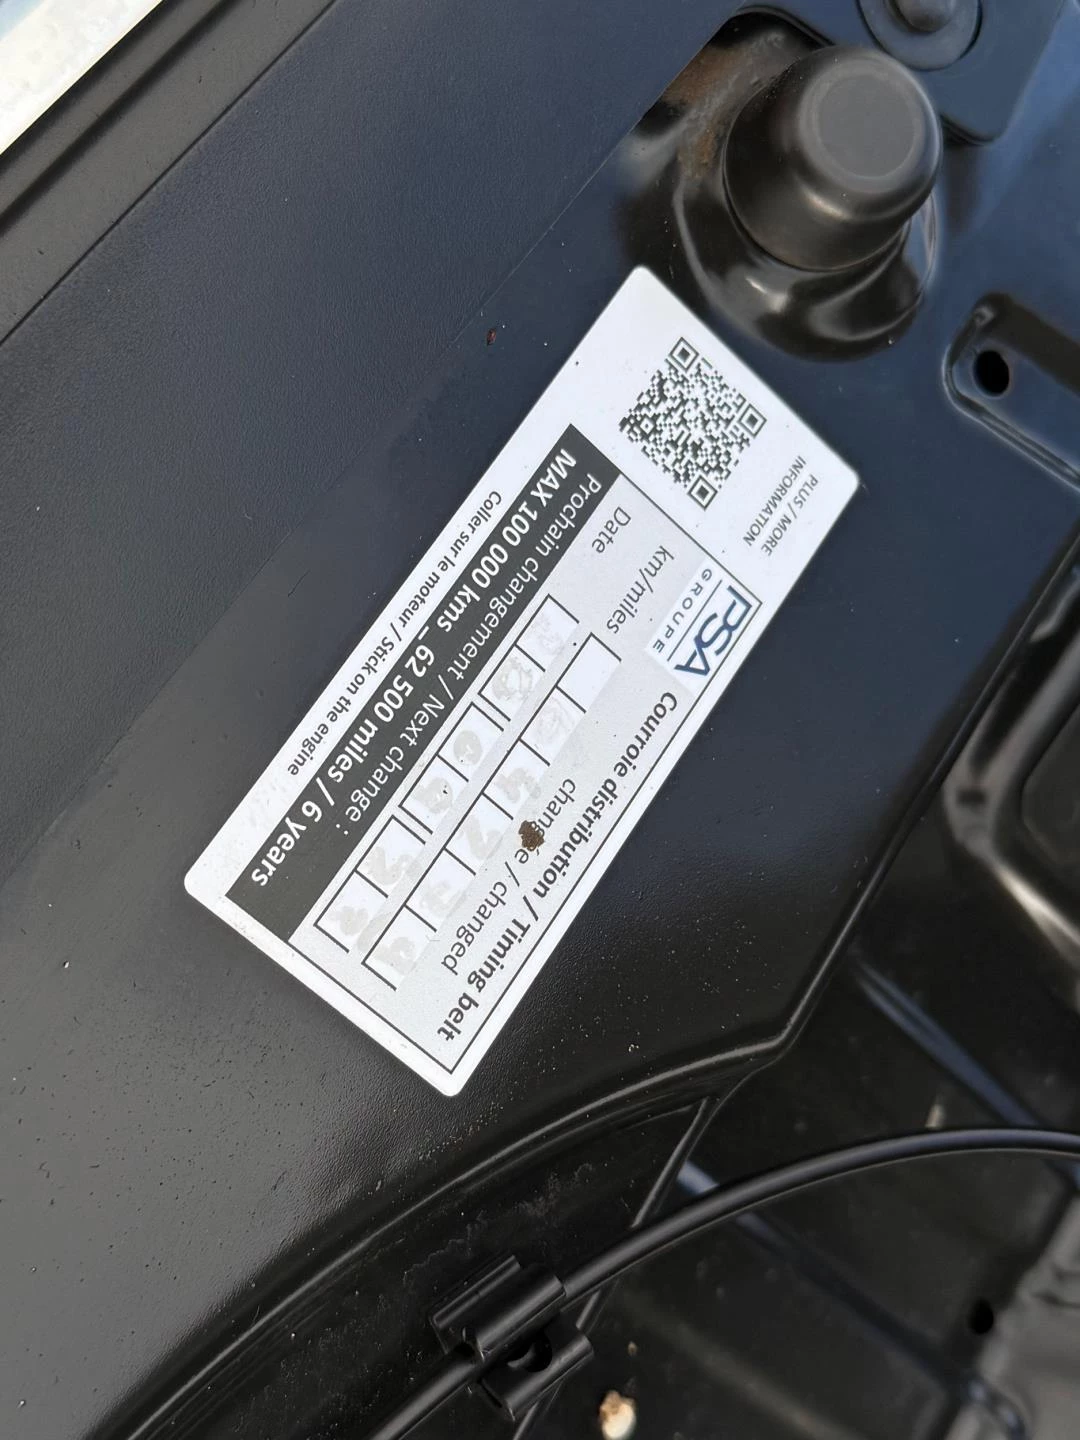 PLUS / MORE
INFORMATION
PSA
GROUPE
Courroie distribution / Timing belt
changée / changed
km/miles
Date
Prochain changement / Next change :
MAX 100 000 kms _ 62 500 miles / 6 years
Coller sur le moteur / Stick on the engine